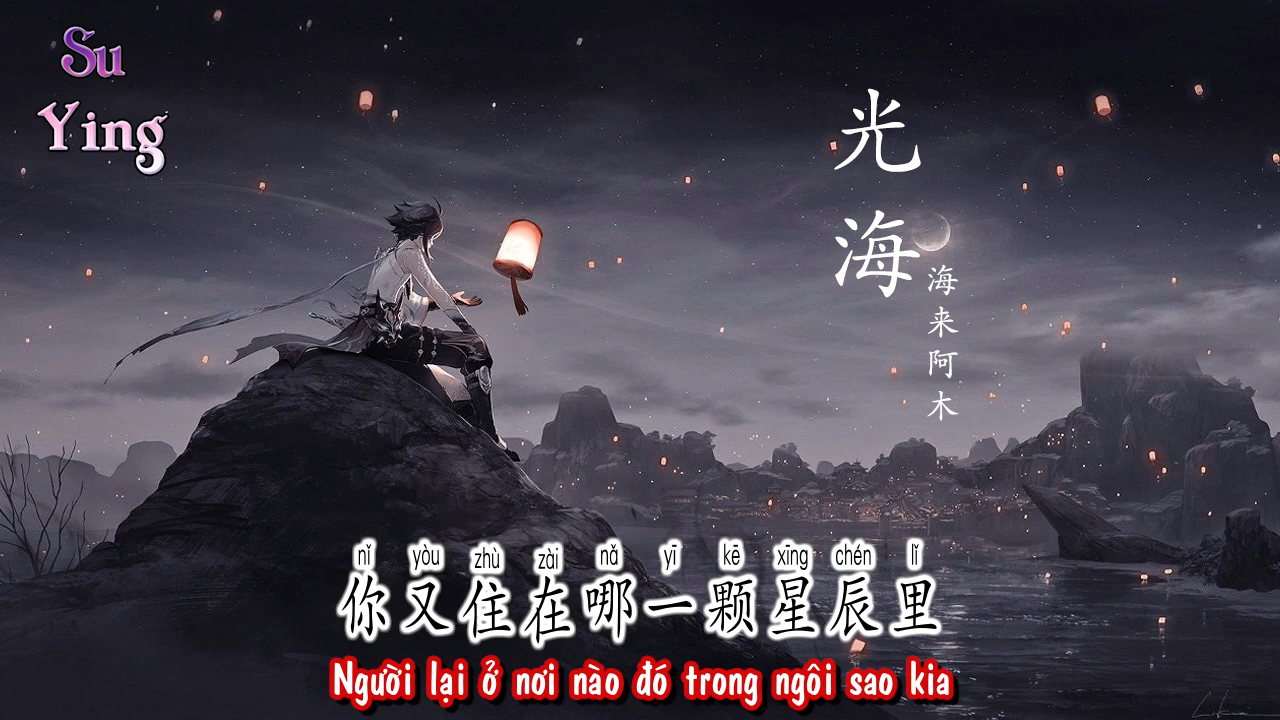 Su
Ying
光海
海来阿木
nǐ yòu zhù zài nǎ yī kē xīng chén lǐ
你又住在哪一颗星辰里
Người lại ở nơi nào đó trong ngôi sao kia